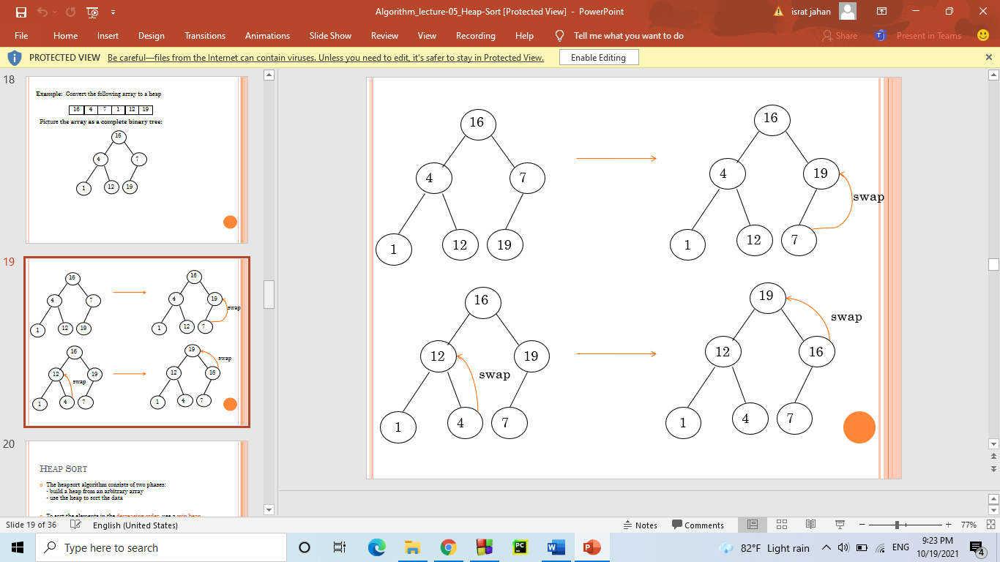 Algorithm_lecture-05_Heap-Sort [Protected View] - PowerPoint
israt jahan
File Home Insert Design Transitions Animations Slide Show Review View Recording Help Tell me what you want to do
Share Present in Teams
PROTECTED VIEW Be careful—files from the Internet can contain viruses. Unless you need to edit, it's safer to stay in Protected View. Enable Editing
18
Example: Convert the following array to a heap
16 4 7 1 12 19
Picture the array as a complete binary tree:
16
4 7
1 12 19
19
16 16
4 7 4 19
swap
1 12 19 1 12 7
16 19
swap
12 19 12 16
swap
1 4 7 1 4 7
20
HEAP SORT
The heapsort algorithm consists of two phases:
- build a heap from an arbitrary array
- use the heap to sort the data
To sort the elements in the decreasing order, use a min heap
16 16
4 7 4 19
swap
1 12 19 1 12 7
16 19
swap
12 19 12 16
swap
1 4 7 1 4 7
Slide 19 of 36 English (United States) Notes Comments 77%
Type here to search
82°F Light rain ENG
9:23 PM
10/19/2021
4